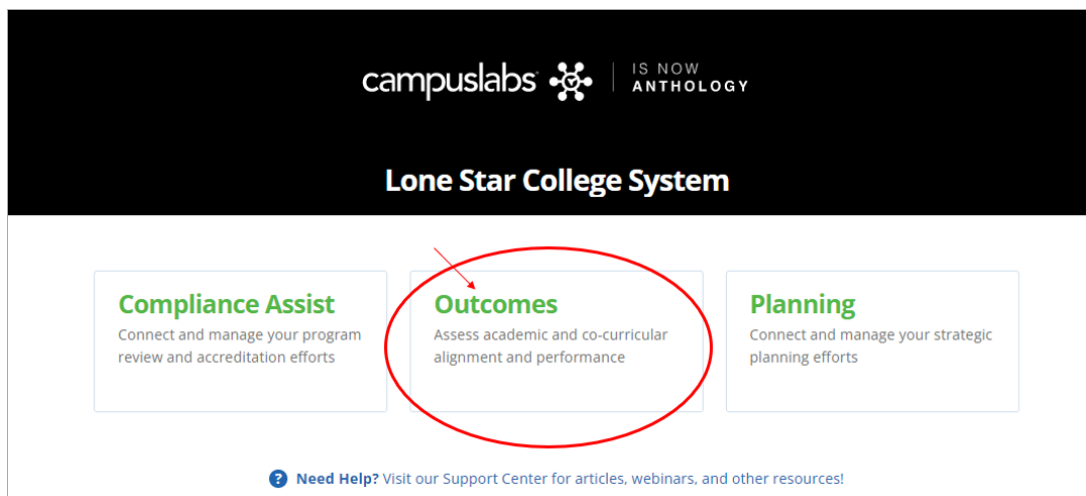 campuslabs IS NOW ANTHOLOGY
Lone Star College System
Compliance Assist
Connect and manage your program
review and accreditation efforts
Outcomes
Assess academic and co-curricular
alignment and performance
Planning
Connect and manage your strategic
planning efforts
? Need Help? Visit our Support Center for articles, webinars, and other resources!